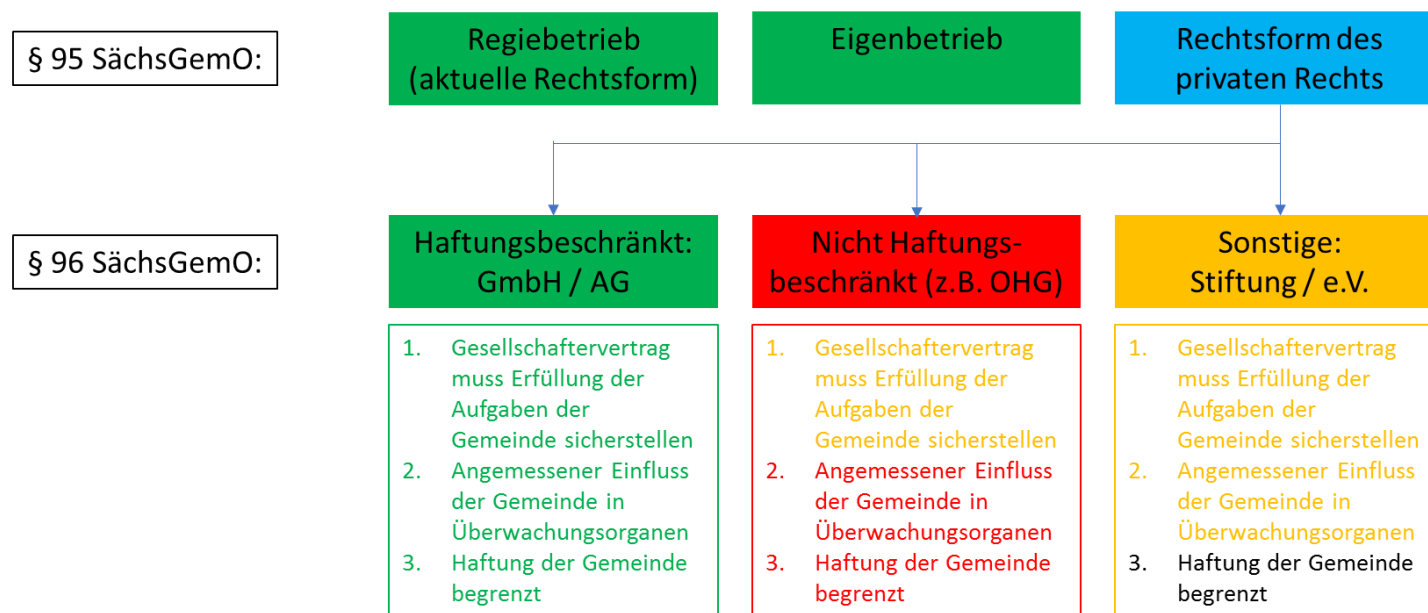 § 95 SächsGemO:
Regiebetrieb
(aktuelle Rechtsform)
Eigenbetrieb
Rechtsform des
privaten Rechts
§ 96 SächsGemO:
Haftungsbeschränkt:
GmbH / AG
Nicht Haftungs-
beschränkt (z.B. OHG)
Sonstige:
Stiftung / e.V.
1. Gesellschaftervertrag
muss Erfüllung der
Aufgaben der
Gemeinde sicherstellen
2. Angemessener Einfluss
der Gemeinde in
Überwachungsorganen
3. Haftung der Gemeinde
begrenzt
1. Gesellschaftervertrag
muss Erfüllung der
Aufgaben der
Gemeinde sicherstellen
2. Angemessener Einfluss
der Gemeinde in
Überwachungsorganen
3. Haftung der Gemeinde
begrenzt
1. Gesellschaftervertrag
muss Erfüllung der
Aufgaben der
Gemeinde sicherstellen
2. Angemessener Einfluss
der Gemeinde in
Überwachungsorganen
3. Haftung der Gemeinde
begrenzt